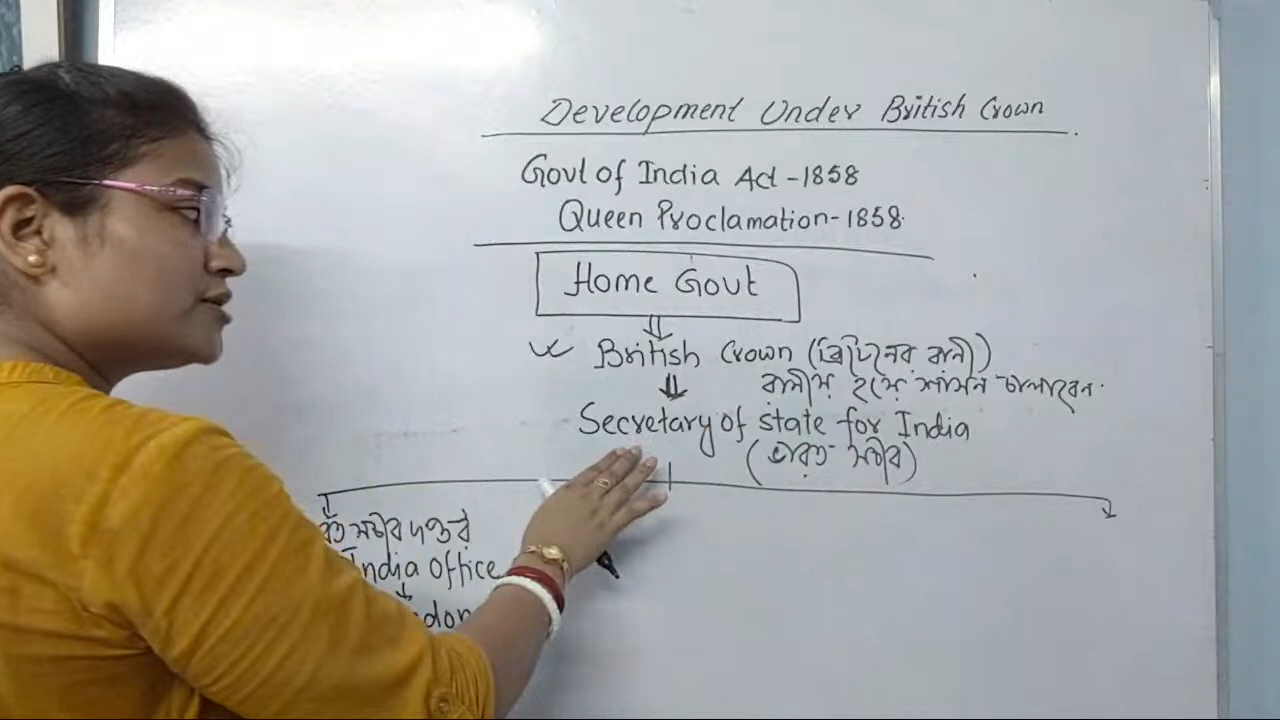 Development Under British Crown
Govt of India Act - 1858
Queen Proclamation - 1858.
Home Govt
British Crown (ব্রিটেনের রানী)
রানীর হয়ে শাসন চালাবেন.
Secretary of state for India
(ভারত সচীব)
সচীব দপ্তর
India Office